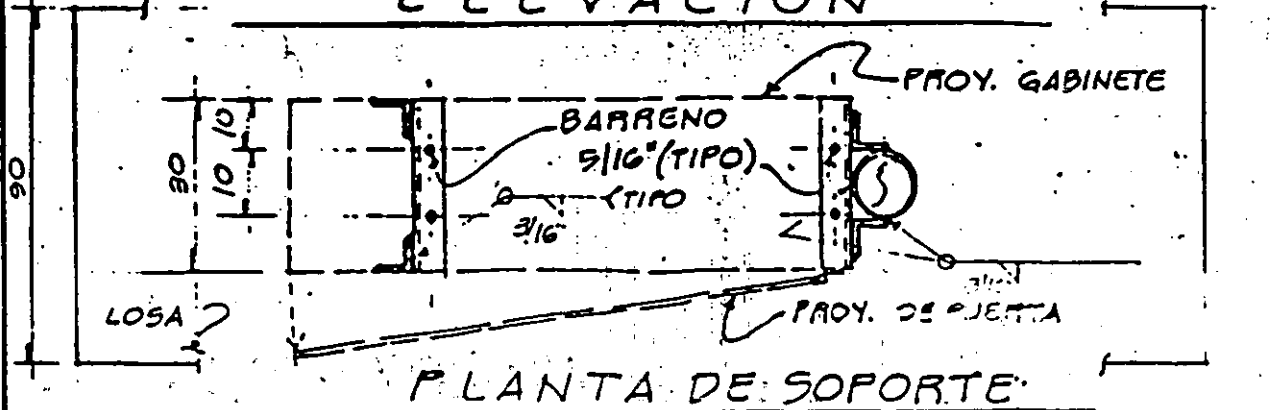 ELEVACION
PROY. GABINETE
BARRENO
5/16"(TIPO)
10
10
30
90
TIPO
3/16
LOSA
PROY. DE PUERTA
PLANTA DE SOPORTE